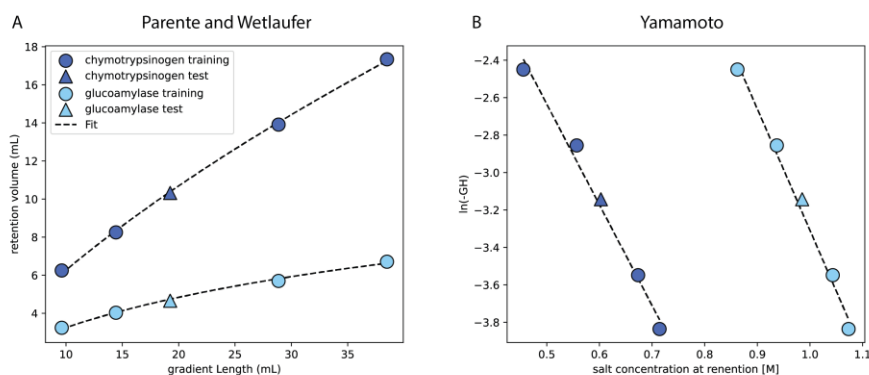 A
Parente and Wetlaufer
18
16
14
12
10
8
6
4
retention volume (mL)
chymotrypsinogen training
chymotrypsinogen test
glucoamylase training
glucoamylase test
Fit
10
15
20
25
30
35
gradient Length (mL)
B
Yamamoto
−2.4
−2.6
−2.8
−3.0
−3.2
−3.4
−3.6
−3.8
ln(-GH)
0.5
0.6
0.7
0.8
0.9
1.0
1.1
salt concentration at renention [M]